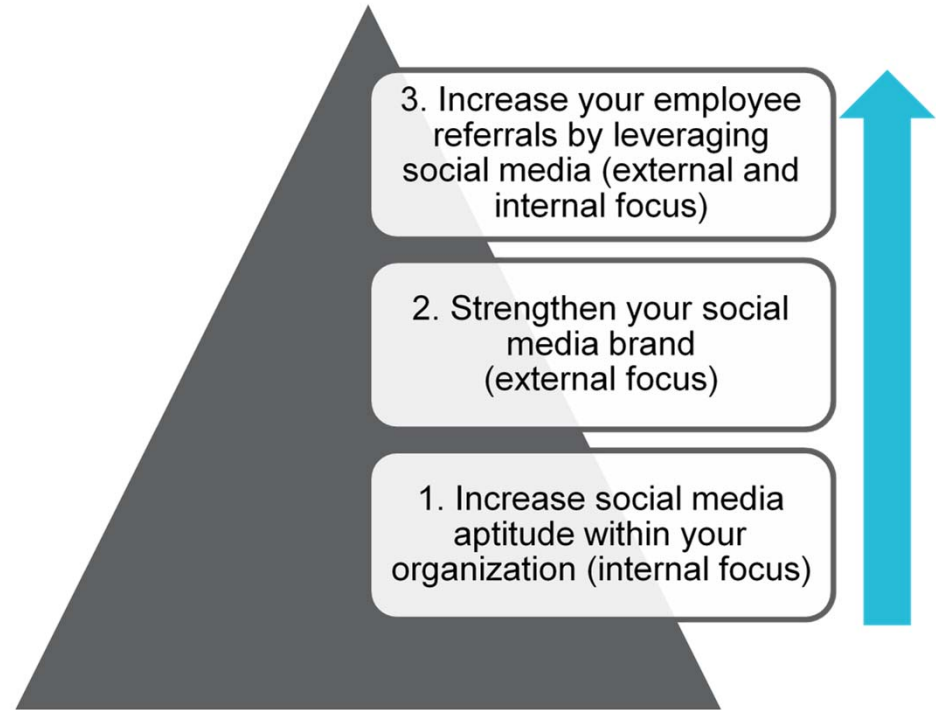 3. Increase your employee
referrals by leveraging
social media (external and
internal focus)
2. Strengthen your social
media brand
(external focus)
1. Increase social media
aptitude within your
organization (internal focus)